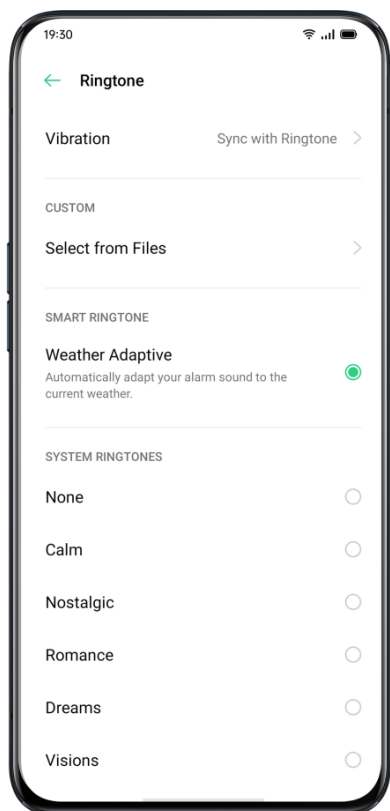 19:30
Ringtone
Vibration Sync with Ringtone
CUSTOM
Select from Files
SMART RINGTONE
Weather Adaptive
Automatically adapt your alarm sound to the
current weather.
SYSTEM RINGTONES
None
Calm
Nostalgic
Romance
Dreams
Visions